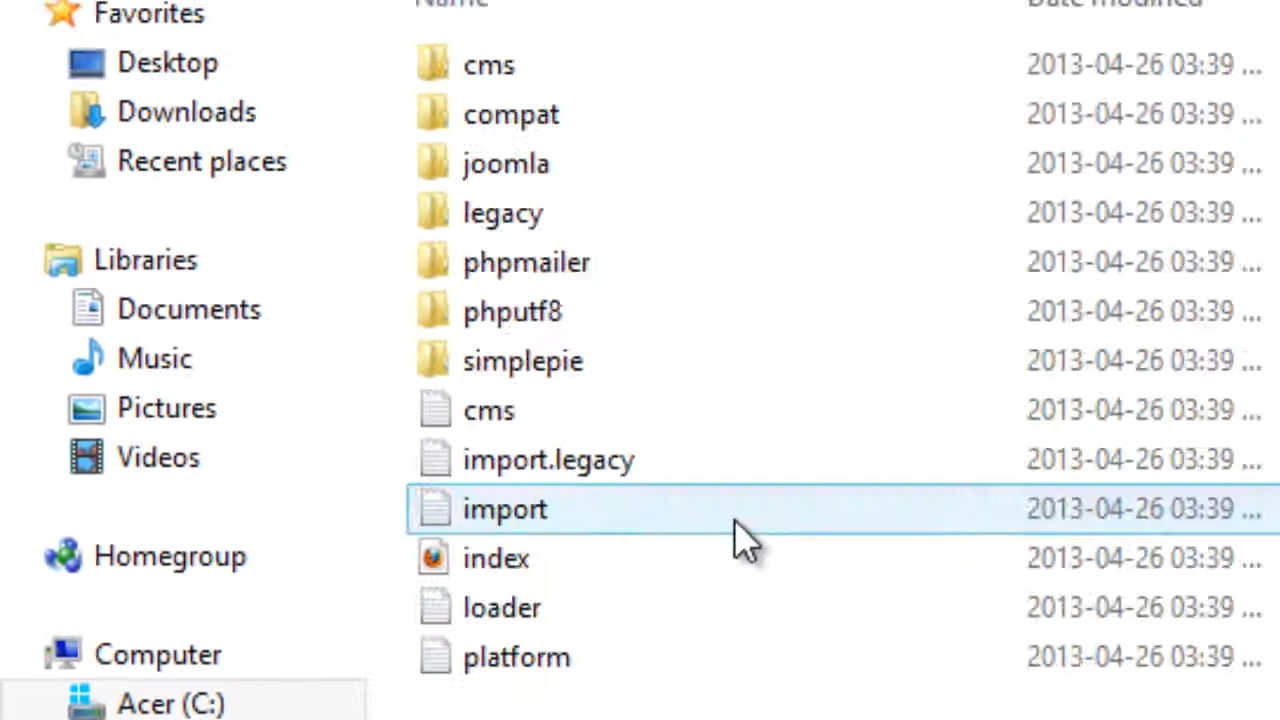 Name Date modified
Favorites
Desktop
Downloads
Recent places
Libraries
Documents
Music
Pictures
Videos
Homegroup
Computer
Acer (C:)
cms 2013-04-26 03:39 ...
compat 2013-04-26 03:39 ...
joomla 2013-04-26 03:39 ...
legacy 2013-04-26 03:39 ...
phpmailer 2013-04-26 03:39 ...
phputf8 2013-04-26 03:39 ...
simplepie 2013-04-26 03:39 ...
cms 2013-04-26 03:39 ...
import.legacy 2013-04-26 03:39 ...
import 2013-04-26 03:39 ...
index 2013-04-26 03:39 ...
loader 2013-04-26 03:39 ...
platform 2013-04-26 03:39 ...